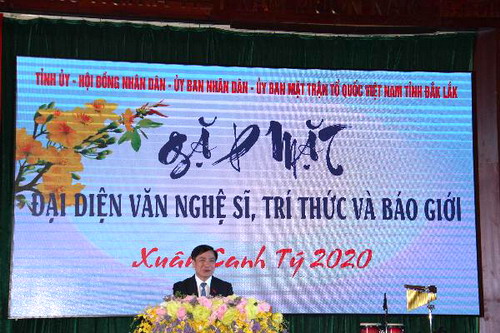 TỈNH ỦY - HỘI ĐỒNG NHÂN DÂN - ỦY BAN NHÂN DÂN - ỦY BAN MẶT TRẬN TỔ QUỐC VIỆT NAM TỈNH ĐẮK LẮK
GẶP MẶT
ĐẠI DIỆN VĂN NGHỆ SĨ, TRÍ THỨC VÀ BÁO GIỚI
Xuân Canh Tý 2020